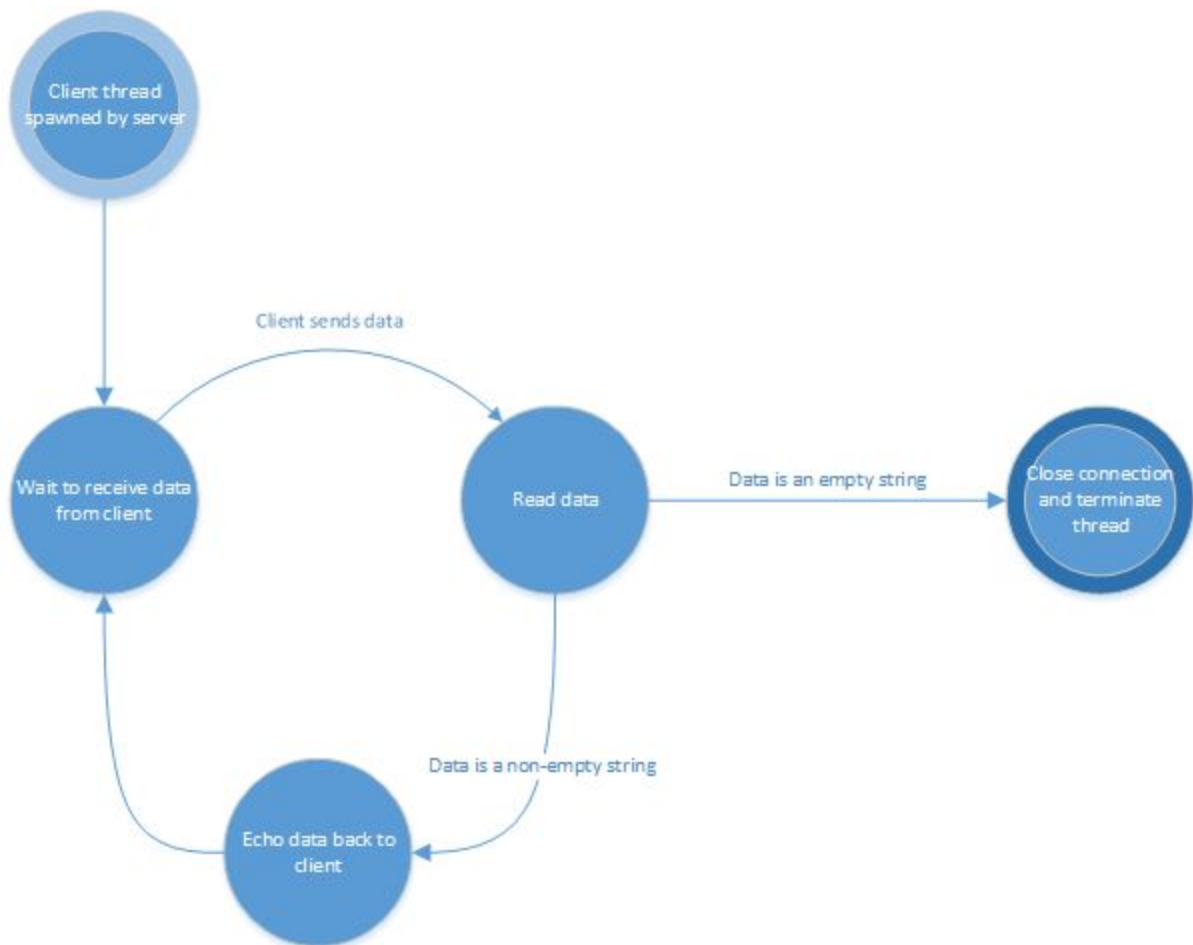 Client thread
spawned by server
Client sends data
Wait to receive data
from client
Read data
Data is an empty string
Close connection
and terminate
thread
Data is a non-empty string
Echo data back to
client